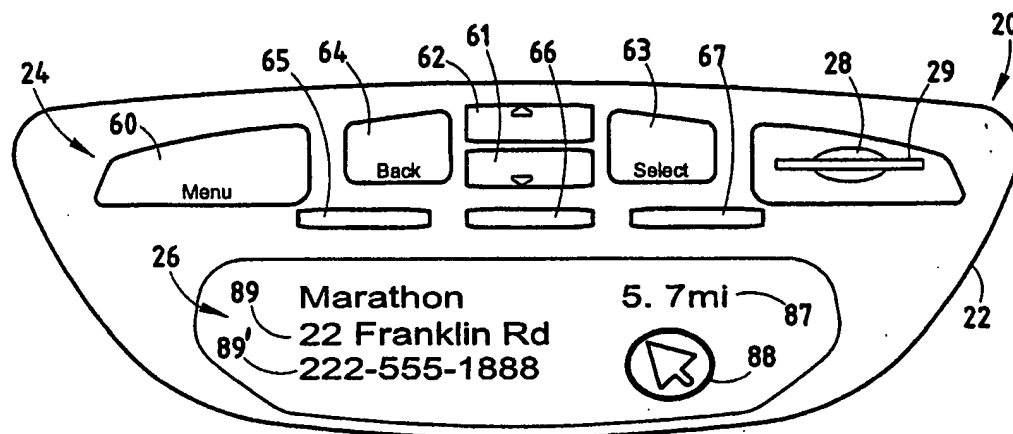 61
64 62 66 63 67 20
65 28 29
24
60
Back Select
Menu
26
89 Marathon 5. 7mi 87 22
22 Franklin Rd
89' 222-555-1888 88